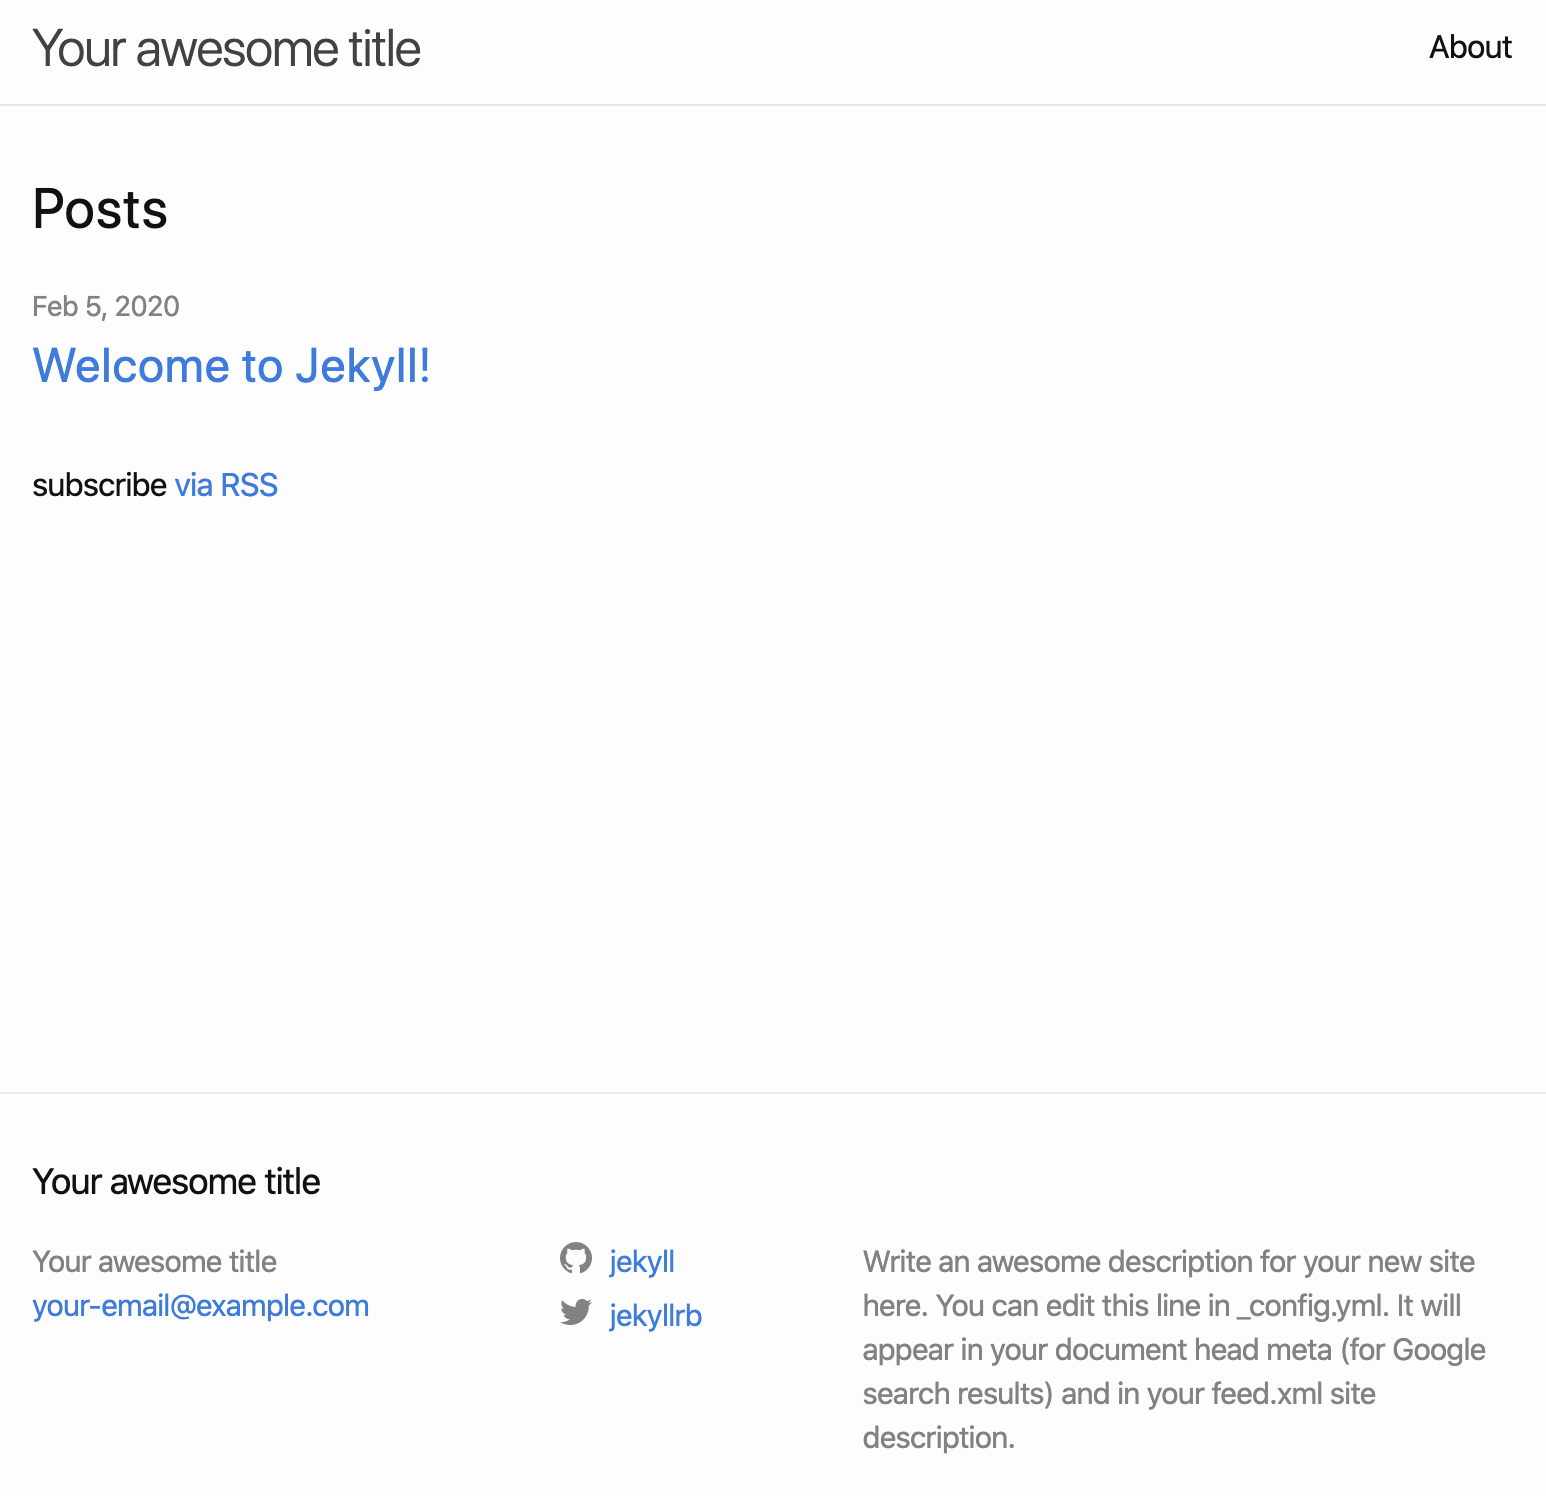 Your awesome title
About
Posts
Feb 5, 2020
Welcome to Jekyll!
subscribe via RSS
Your awesome title
Your awesome title
your-email@example.com
jekyll
jekyllrb
Write an awesome description for your new site
here. You can edit this line in _config.yml. It will
appear in your document head meta (for Google
search results) and in your feed.xml site
description.